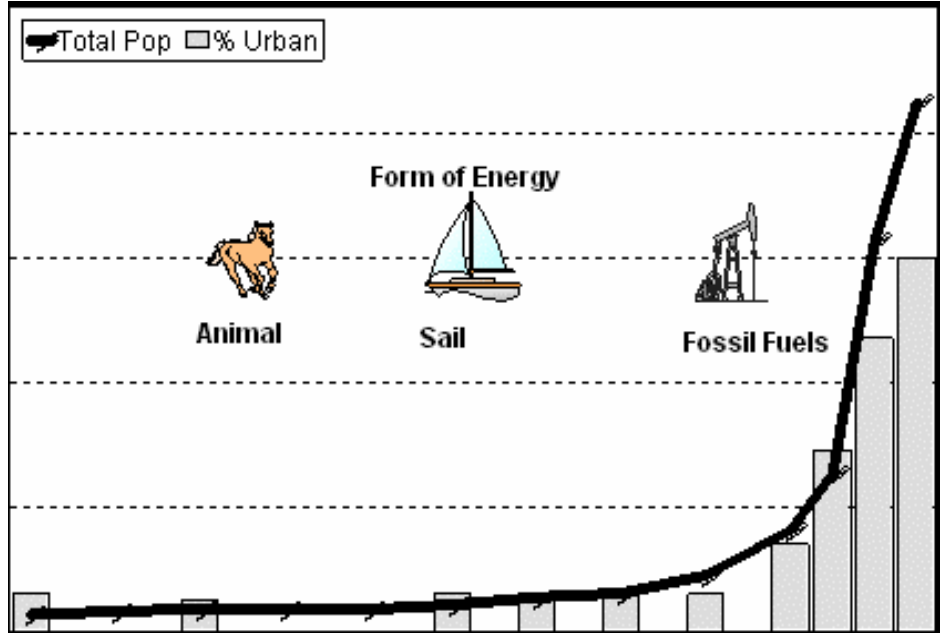 Total Pop % Urban
Form of Energy
Animal
Sail
Fossil Fuels